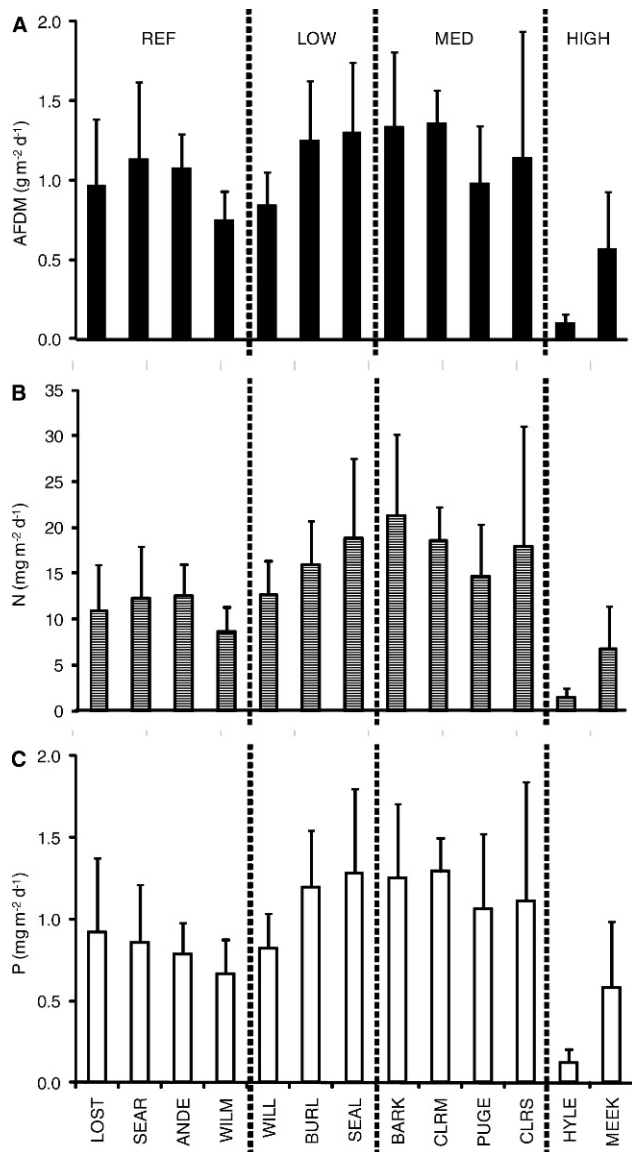 A
REF LOW MED HIGH
AFDM (g m-2 d-1)
2.0
1.5
1.0
0.5
0.0
B
N (mg m-2 d-1)
35
30
25
20
15
10
5
0
C
P (mg m-2 d-1)
2.0
1.5
1.0
0.5
0.0
LOST SEAR ANDE WILM WILL BURL SEAL BARK CLRM PUGE CLRS HYLE MEEK